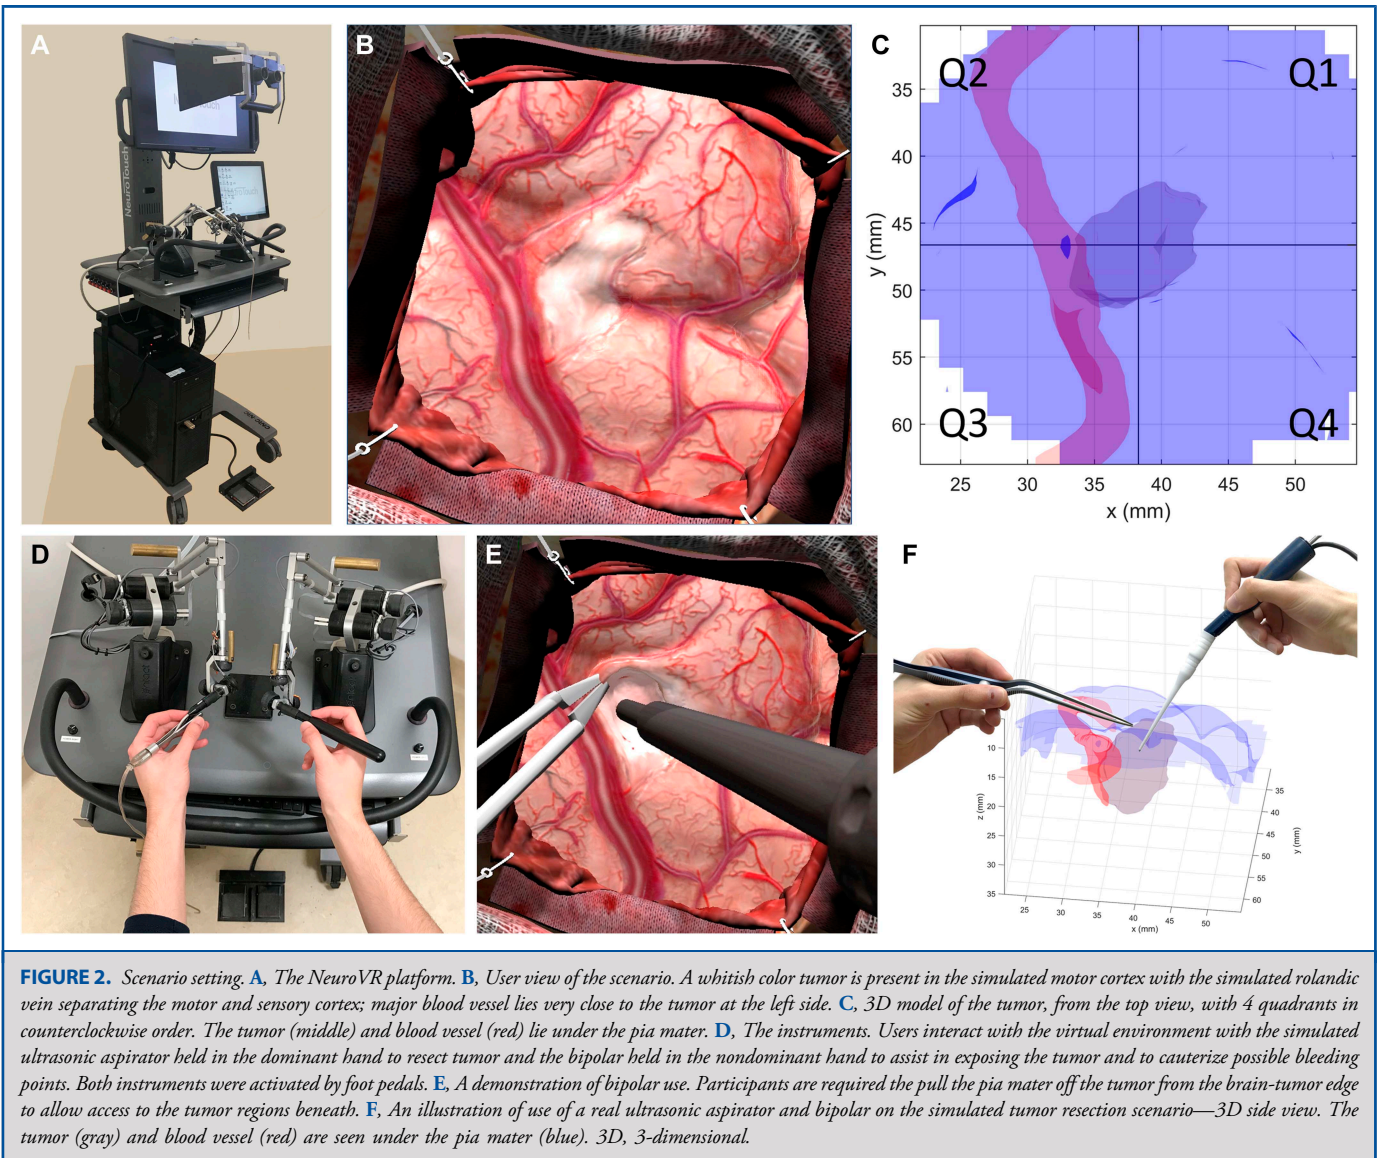 A
NeuroTouch
B
C
Q2
Q1
Q3
Q4
35
40
45
50
55
60
y (mm)
25
30
35
40
45
50
x (mm)
D
E
F
10
15
20
25
30
35
z (mm)
25
30
35
40
45
50
x (mm)
35
40
45
50
55
60
y (mm)
FIGURE 2. Scenario setting. A, The NeuroVR platform. B, User view of the scenario. A whitish color tumor is present in the simulated motor cortex with the simulated rolandic
vein separating the motor and sensory cortex; major blood vessel lies very close to the tumor at the left side. C, 3D model of the tumor, from the top view, with 4 quadrants in
counterclockwise order. The tumor (middle) and blood vessel (red) lie under the pia mater. D, The instruments. Users interact with the virtual environment with the simulated
ultrasonic aspirator held in the dominant hand to resect tumor and the bipolar held in the nondominant hand to assist in exposing the tumor and to cauterize possible bleeding
points. Both instruments were activated by foot pedals. E, A demonstration of bipolar use. Participants are required the pull the pia mater off the tumor from the brain-tumor edge
to allow access to the tumor regions beneath. F, An illustration of use of a real ultrasonic aspirator and bipolar on the simulated tumor resection scenario—3D side view. The
tumor (gray) and blood vessel (red) are seen under the pia mater (blue). 3D, 3-dimensional.